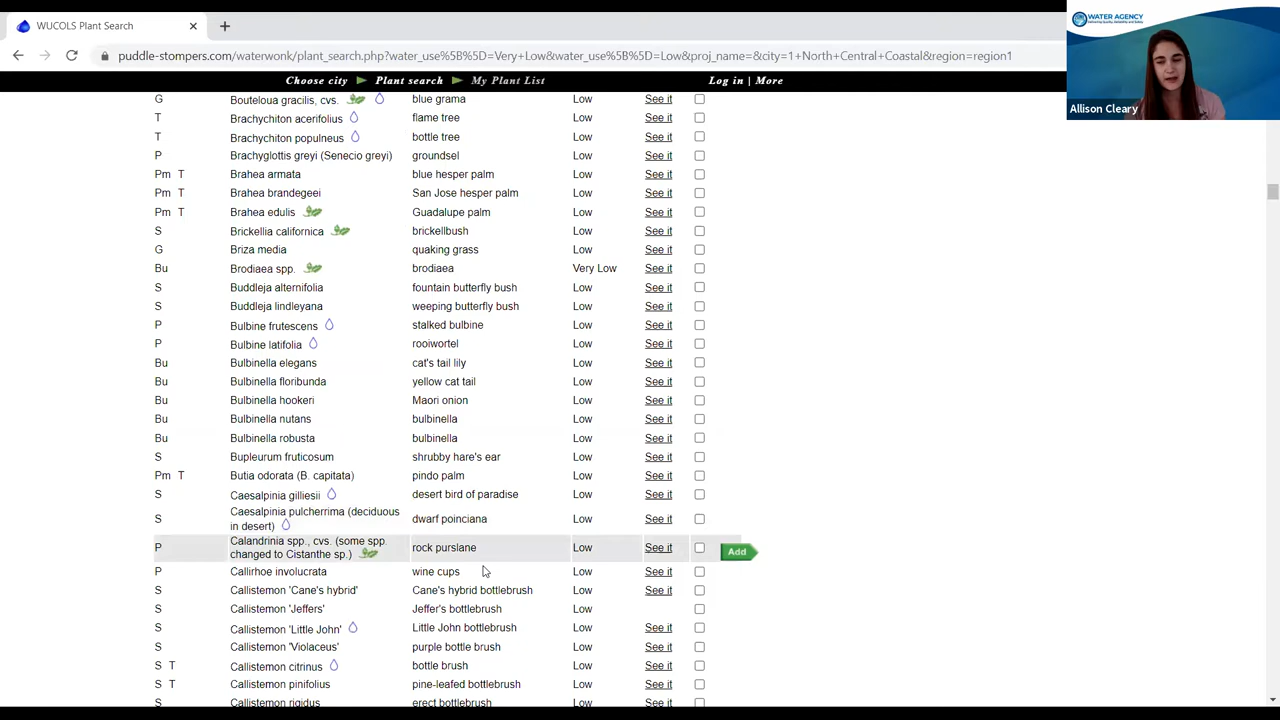 WUCOLS Plant Search
puddle-stompers.com/waterwonk/plant_search.php?water_use%5B%5D=Very+Low&water_use%5B%5D=Low&proj_name=&city=1+North+Central+Coastal&region=region1
WATER AGENCY
Allison Cleary
Choose city Plant search My Plant List Log in | More
G Bouteloua gracilis, cvs. blue grama Low See it
T Brachychiton acerifolius flame tree Low See it
T Brachychiton populneus bottle tree Low See it
P Brachyglottis greyi (Senecio greyi) groundsel Low See it
Pm T Brahea armata blue hesper palm Low See it
Pm T Brahea brandegeei San Jose hesper palm Low See it
Pm T Brahea edulis Guadalupe palm Low See it
S Brickellia californica brickellbush Low See it
G Briza media quaking grass Low See it
Bu Brodiaea spp. brodiaea Very Low See it
S Buddleja alternifolia fountain butterfly bush Low See it
S Buddleja lindleyana weeping butterfly bush Low See it
P Bulbine frutescens stalked bulbine Low See it
P Bulbine latifolia rooiwortel Low See it
Bu Bulbinella elegans cat's tail lily Low See it
Bu Bulbinella floribunda yellow cat tail Low See it
Bu Bulbinella hookeri Maori onion Low See it
Bu Bulbinella nutans bulbinella Low See it
Bu Bulbinella robusta bulbinella Low See it
S Bupleurum fruticosum shrubby hare's ear Low See it
Pm T Butia odorata (B. capitata) pindo palm Low See it
S Caesalpinia gilliesii desert bird of paradise Low See it
S Caesalpinia pulcherrima (deciduous
in desert) dwarf poinciana Low See it
P Calandrinia spp., cvs. (some spp.
changed to Cistanthe sp.) rock purslane Low See it Add
P Callirhoe involucrata wine cups Low See it
S Callistemon 'Cane's hybrid' Cane's hybrid bottlebrush Low See it
S Callistemon 'Jeffers' Jeffer's bottlebrush Low
S Callistemon 'Little John' Little John bottlebrush Low See it
S Callistemon 'Violaceus' purple bottle brush Low See it
S T Callistemon citrinus bottle brush Low See it
S T Callistemon pinifolius pine-leafed bottlebrush Low See it
S Callistemon rigidus erect bottlebrush Low See it